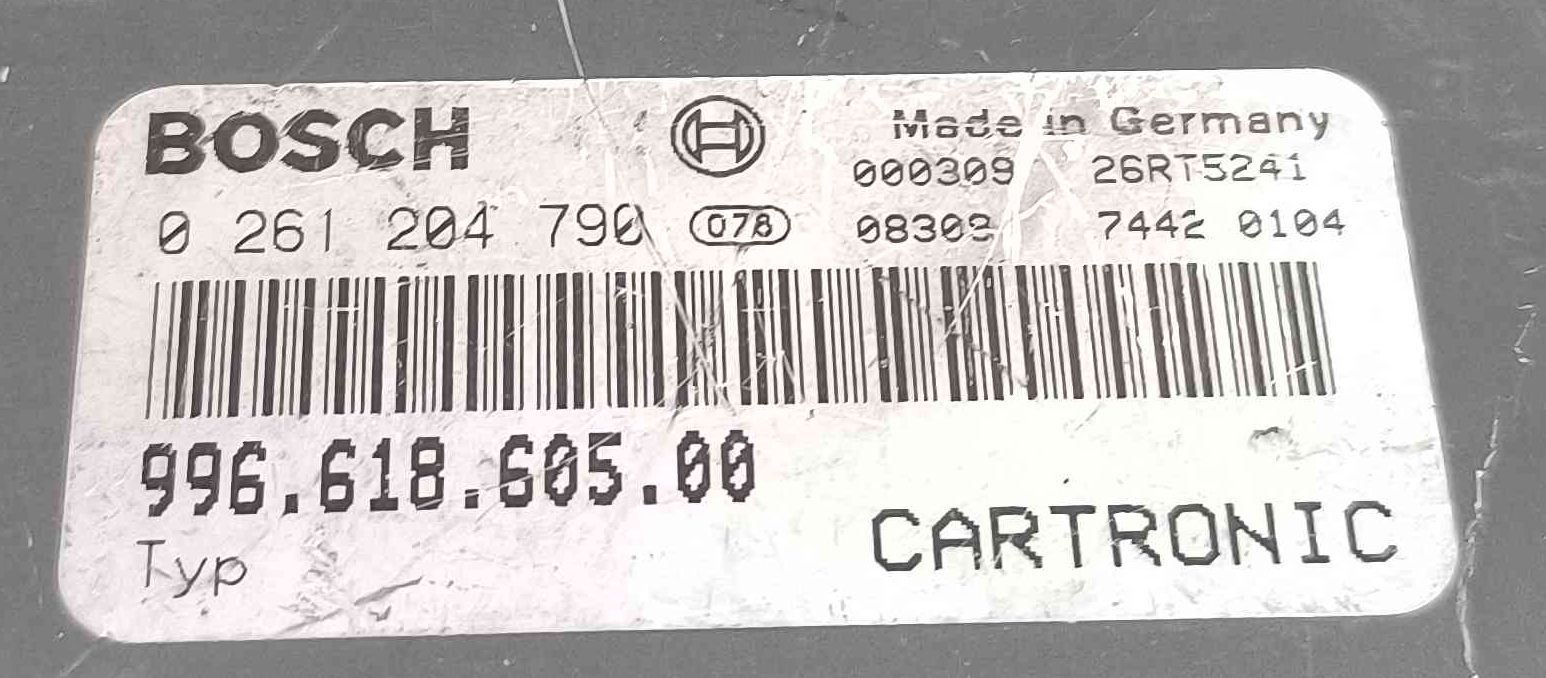 BOSCH Made in Germany
000309 26RT5241
0 261 204 790 078 08303 7442 0104
996.618.605.00
Typ CARTRONIC